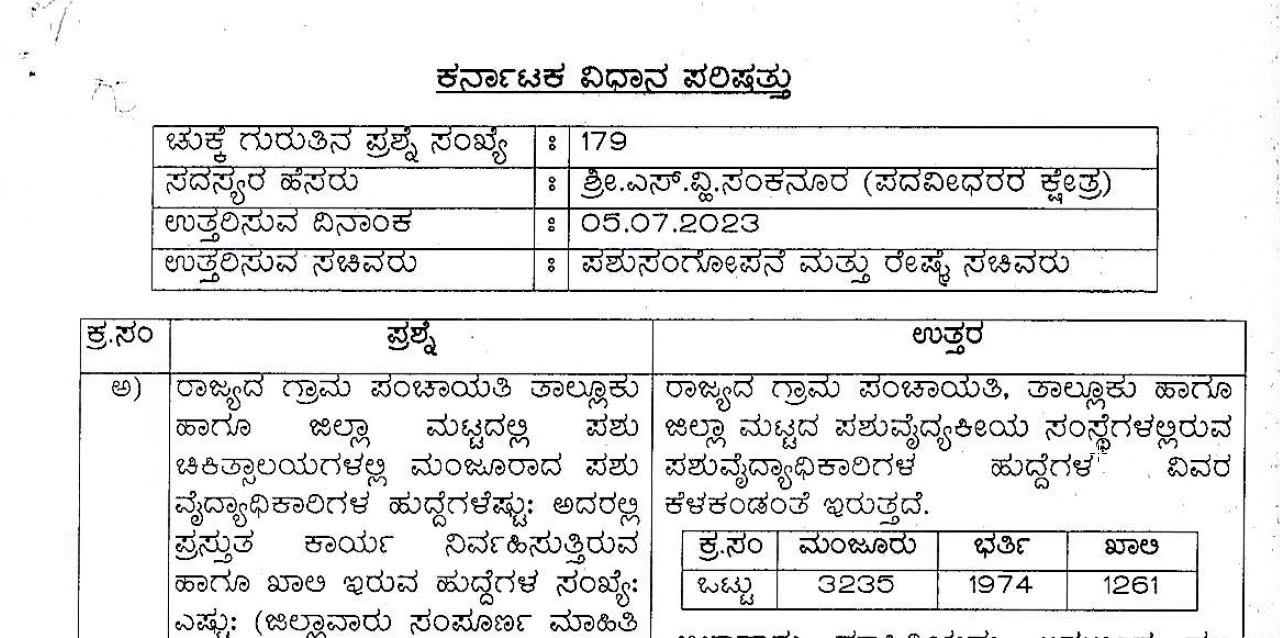 ಕರ್ನಾಟಕ ವಿಧಾನ ಪರಿಷತ್ತು
ಚುಕ್ಕೆ ಗುರುತಿನ ಪ್ರಶ್ನೆ ಸಂಖ್ಯೆ : 179
ಸದಸ್ಯರ ಹೆಸರು : ಶ್ರೀ.ಎಸ್.ವ್ಹಿ.ಸಂಕನೂರ (ಪದವೀಧರರ ಕ್ಷೇತ್ರ)
ಉತ್ತರಿಸುವ ದಿನಾಂಕ : 05.07.2023
ಉತ್ತರಿಸುವ ಸಚಿವರು : ಪಶುಸಂಗೋಪನೆ ಮತ್ತು ರೇಷ್ಮೆ ಸಚಿವರು
ಕ್ರ.ಸಂ ಪ್ರಶ್ನೆ ಉತ್ತರ
ಅ) ರಾಜ್ಯದ ಗ್ರಾಮ ಪಂಚಾಯತಿ ತಾಲ್ಲೂಕು
ಹಾಗೂ ಜಿಲ್ಲಾ ಮಟ್ಟದಲ್ಲಿ ಪಶು
ಚಿಕಿತ್ಸಾಲಯಗಳಲ್ಲಿ ಮಂಜೂರಾದ ಪಶು
ವೈದ್ಯಾಧಿಕಾರಿಗಳ ಹುದ್ದೆಗಳೆಷ್ಟು: ಅದರಲ್ಲಿ
ಪ್ರಸ್ತುತ ಕಾರ್ಯ ನಿರ್ವಹಿಸುತ್ತಿರುವ
ಹಾಗೂ ಖಾಲಿ ಇರುವ ಹುದ್ದೆಗಳ ಸಂಖ್ಯೆ:
ಎಷ್ಟು: (ಜಿಲ್ಲಾವಾರು ಸಂಪೂರ್ಣ ಮಾಹಿತಿ
ರಾಜ್ಯದ ಗ್ರಾಮ ಪಂಚಾಯತಿ, ತಾಲ್ಲೂಕು ಹಾಗೂ
ಜಿಲ್ಲಾ ಮಟ್ಟದ ಪಶುವೈದ್ಯಕೀಯ ಸಂಸ್ಥೆಗಳಲ್ಲಿರುವ
ಪಶುವೈದ್ಯಾಧಿಕಾರಿಗಳ ಹುದ್ದೆಗಳ ವಿವರ
ಕೆಳಕಂಡಂತೆ ಇರುತ್ತದೆ.
ಕ್ರ.ಸಂ ಮಂಜೂರು ಭರ್ತಿ ಖಾಲಿ
ಒಟ್ಟು 3235 1974 1261